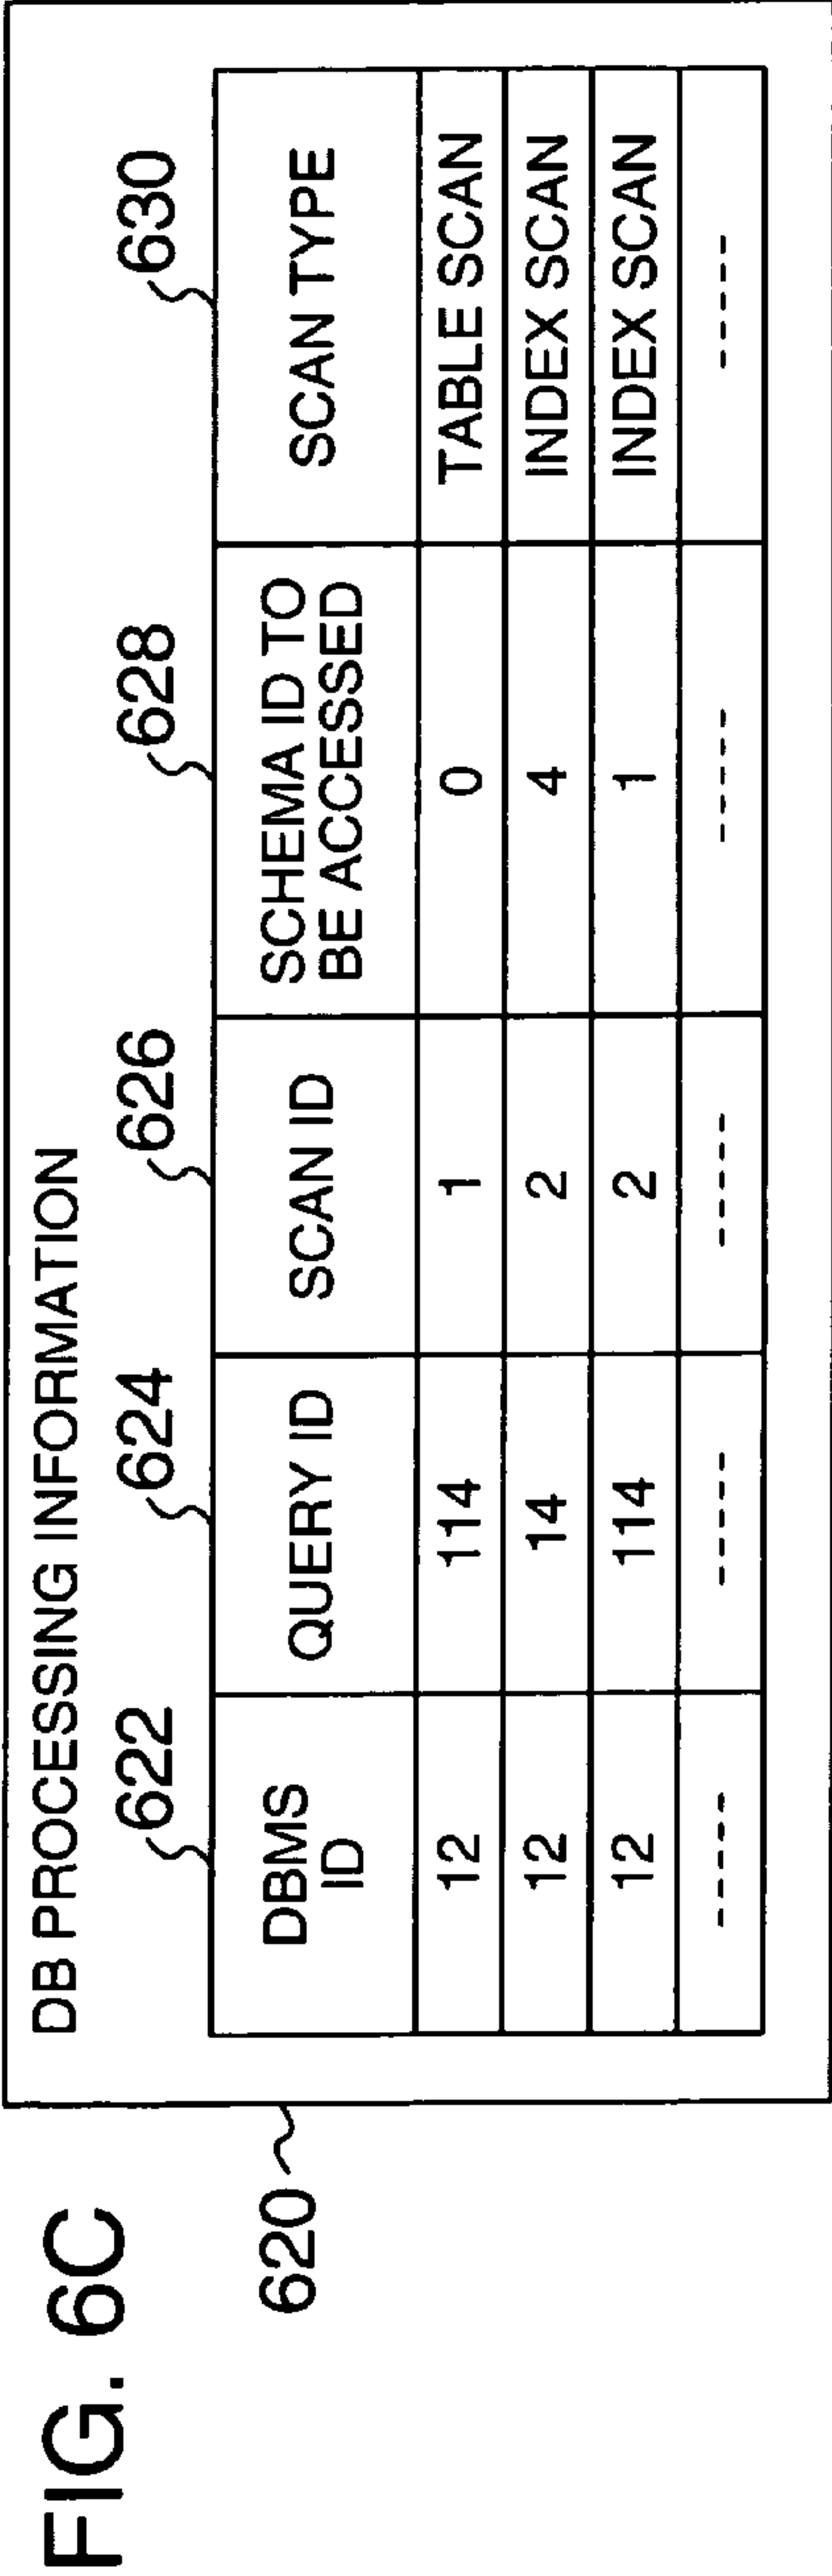 FIG. 6C
620
DB PROCESSING INFORMATION
622 624 626 628 630
DBMS ID QUERY ID SCAN ID SCHEMA ID TO BE ACCESSED SCAN TYPE
12 114 1 0 TABLE SCAN
12 14 2 4 INDEX SCAN
12 114 2 1 INDEX SCAN
----- ----- ----- ----- -----